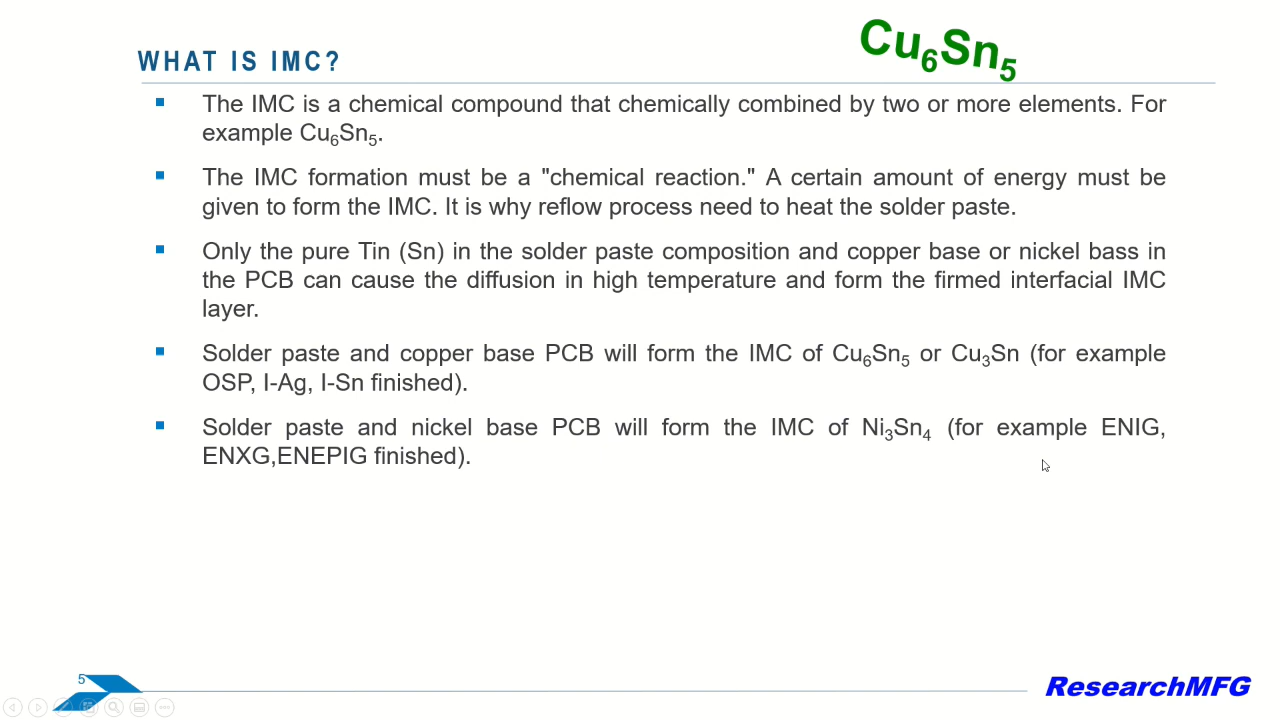 WHAT IS IMC?
Cu₆Sn₅
The IMC is a chemical compound that chemically combined by two or more elements. For
example Cu₆Sn₅.
The IMC formation must be a "chemical reaction." A certain amount of energy must be
given to form the IMC. It is why reflow process need to heat the solder paste.
Only the pure Tin (Sn) in the solder paste composition and copper base or nickel bass in
the PCB can cause the diffusion in high temperature and form the firmed interfacial IMC
layer.
Solder paste and copper base PCB will form the IMC of Cu₆Sn₅ or Cu₃Sn (for example
OSP, I-Ag, I-Sn finished).
Solder paste and nickel base PCB will form the IMC of Ni₃Sn₄ (for example ENIG,
ENXG,ENEPIG finished).
5
ResearchMFG